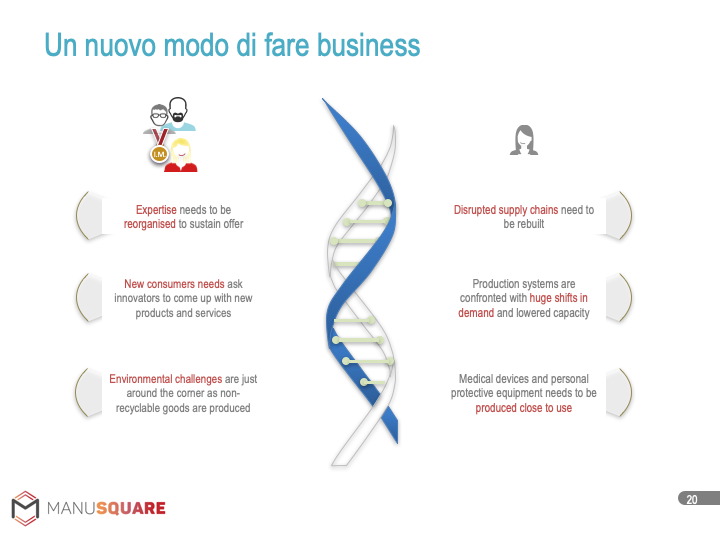 Un nuovo modo di fare business
I.M.
Expertise needs to be
reorganised to sustain offer
New consumers needs ask
innovators to come up with new
products and services
Environmental challenges are just
around the corner as non-
recyclable goods are produced
Disrupted supply chains need to
be rebuilt
Production systems are
confronted with huge shifts in
demand and lowered capacity
Medical devices and personal
protective equipment needs to be
produced close to use
MANUSQUARE
20